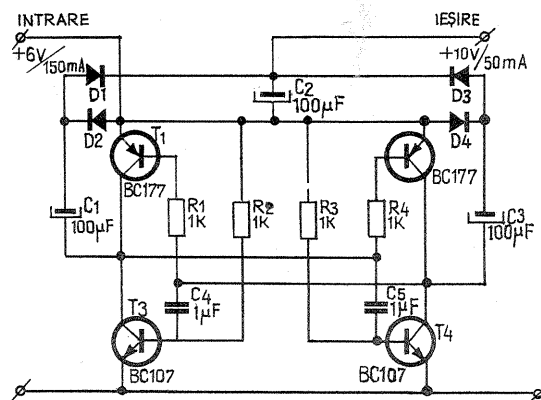 INTRARE
IEȘIRE
+6V/150mA
+10V/50mA
D1
C2
100µF
D3
D2
D4
T1
BC177
BC177
C1
100µF
R1
1K
R2
1K
R3
1K
R4
1K
C3
100µF
C4
1µF
C5
1µF
T3
T4
BC107
BC107